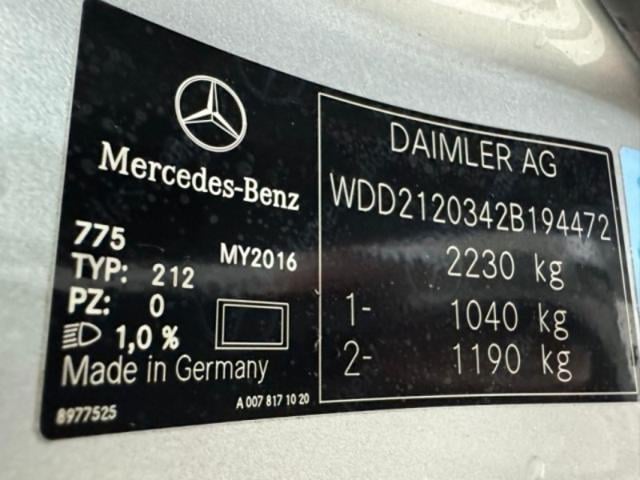 Mercedes-Benz
775
MY2016
TYP: 212
PZ: 0
1,0 %
Made in Germany
8977525
A 007 817 10 20
DAIMLER AG
WDD2120342B194472
2230 kg
1- 1040 kg
2- 1190 kg